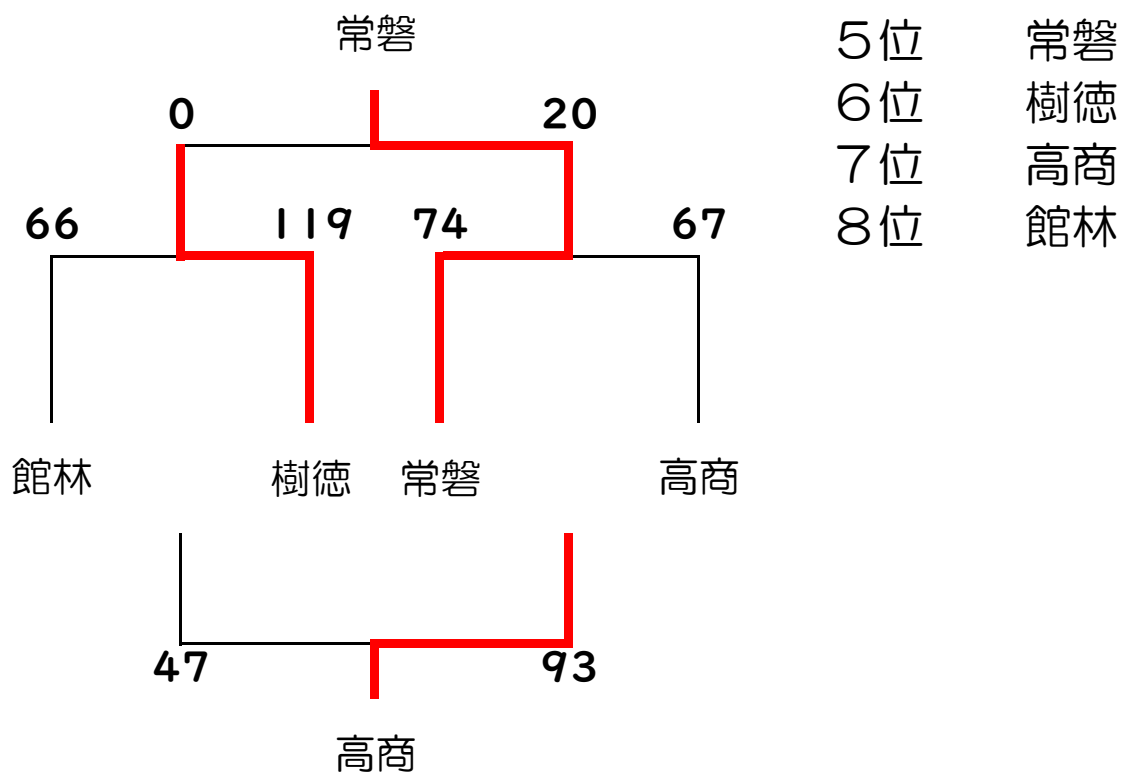 常磐
0 20
66 119 74 67
館林 樹徳 常磐 高商
47 93
高商
5位 常磐
6位 樹徳
7位 高商
8位 館林